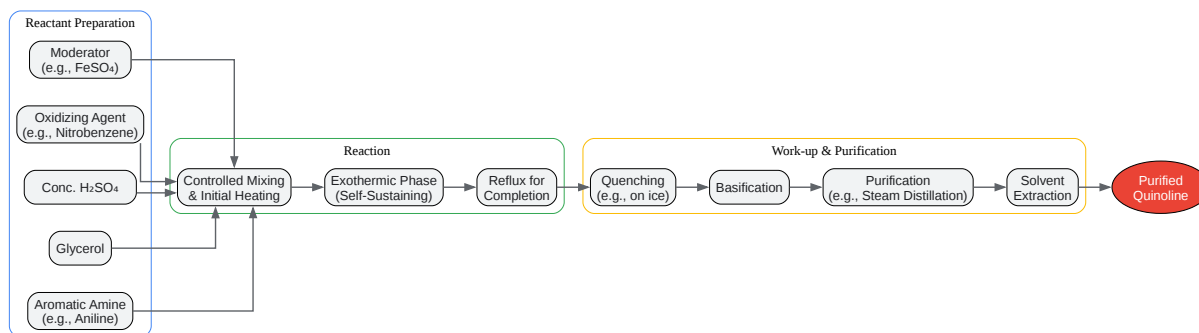 Reactant Preparation
Moderator
(e.g., FeSO₄)
Oxidizing Agent
(e.g., Nitrobenzene)
Conc. H₂SO₄
Glycerol
Aromatic Amine
(e.g., Aniline)
Reaction
Controlled Mixing
& Initial Heating
Exothermic Phase
(Self-Sustaining)
Reflux for
Completion
Work-up & Purification
Quenching
(e.g., on ice)
Basification
Purification
(e.g., Steam Distillation)
Solvent
Extraction
Purified
Quinoline